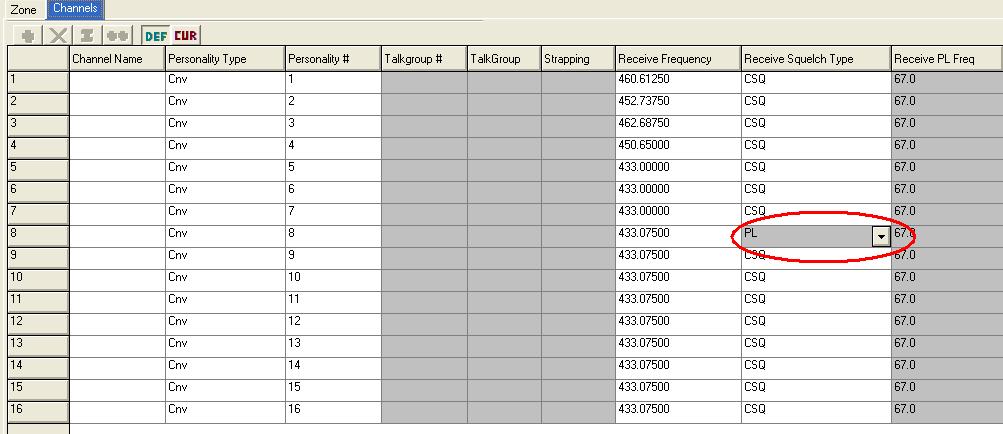 Zone Channels
DEF CUR
Channel Name Personality Type Personality # Talkgroup # TalkGroup Strapping Receive Frequency Receive Squelch Type Receive PL Freq
1 Cnv 1 460.61250 CSQ 67.0
2 Cnv 2 452.73750 CSQ 67.0
3 Cnv 3 462.68750 CSQ 67.0
4 Cnv 4 450.65000 CSQ 67.0
5 Cnv 5 433.00000 CSQ 67.0
6 Cnv 6 433.00000 CSQ 67.0
7 Cnv 7 433.00000 CSQ 67.0
8 Cnv 8 433.07500 PL 67.0
9 Cnv 9 433.07500 CSQ 67.0
10 Cnv 10 433.07500 CSQ 67.0
11 Cnv 11 433.07500 CSQ 67.0
12 Cnv 12 433.07500 CSQ 67.0
13 Cnv 13 433.07500 CSQ 67.0
14 Cnv 14 433.07500 CSQ 67.0
15 Cnv 15 433.07500 CSQ 67.0
16 Cnv 16 433.07500 CSQ 67.0